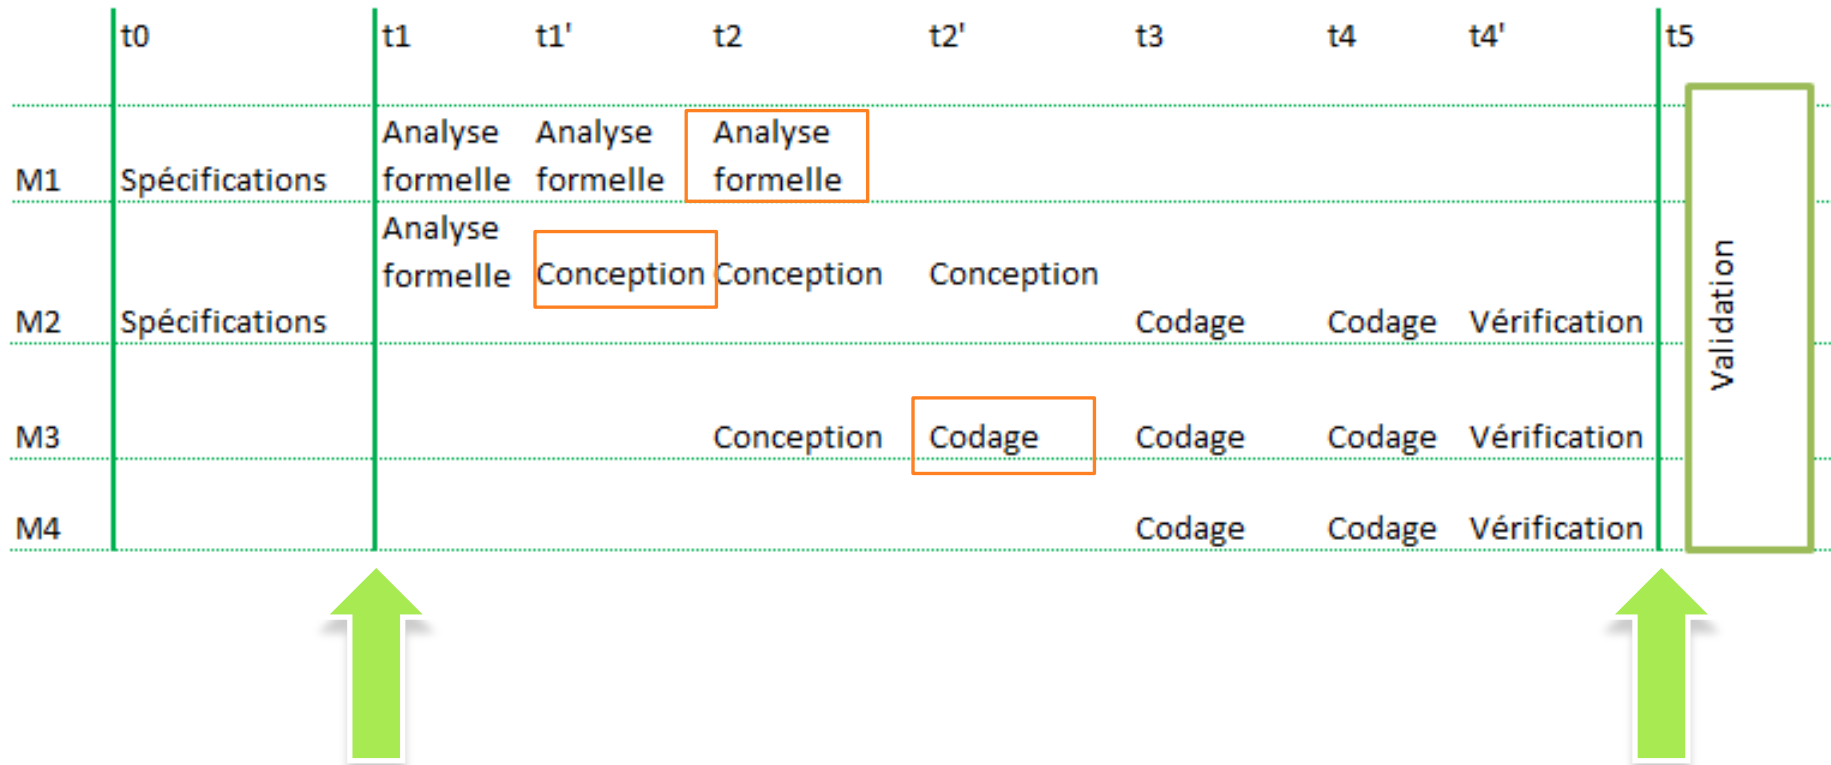 t0 t1 t1' t2 t2' t3 t4 t4' t5
Analyse Analyse Analyse
M1 Spécifications formelle formelle formelle
Analyse
formelle Conception Conception Conception
M2 Spécifications Codage Codage Vérification
M3 Conception Codage Codage Codage Vérification
M4 Codage Codage Vérification
Validation